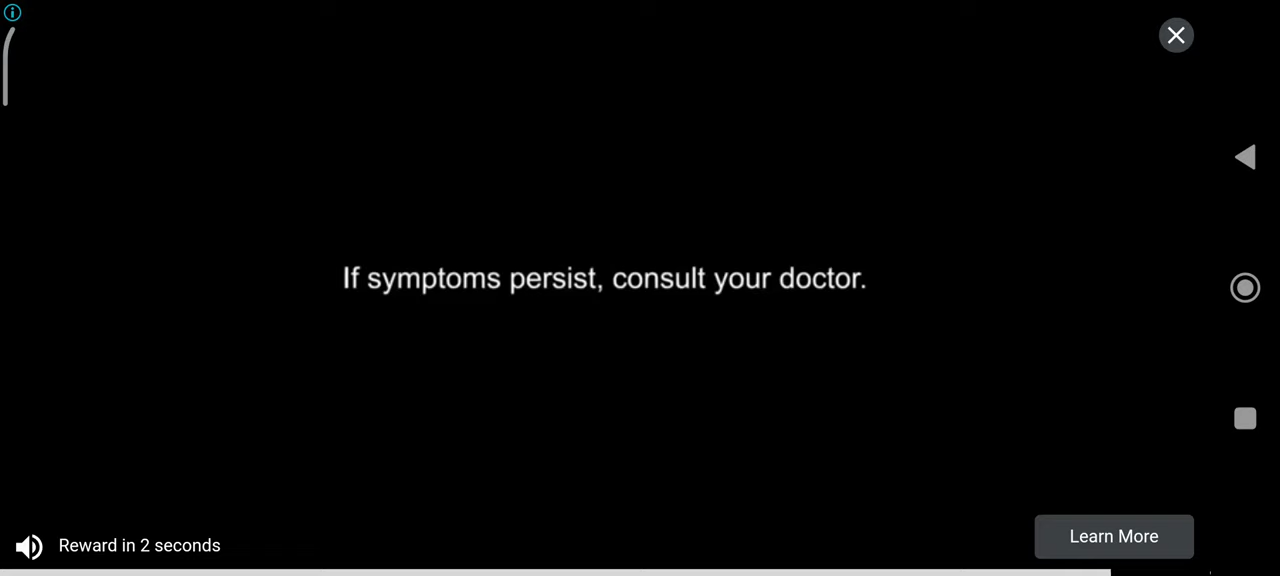 If symptoms persist, consult your doctor.
Reward in 2 seconds
Learn More